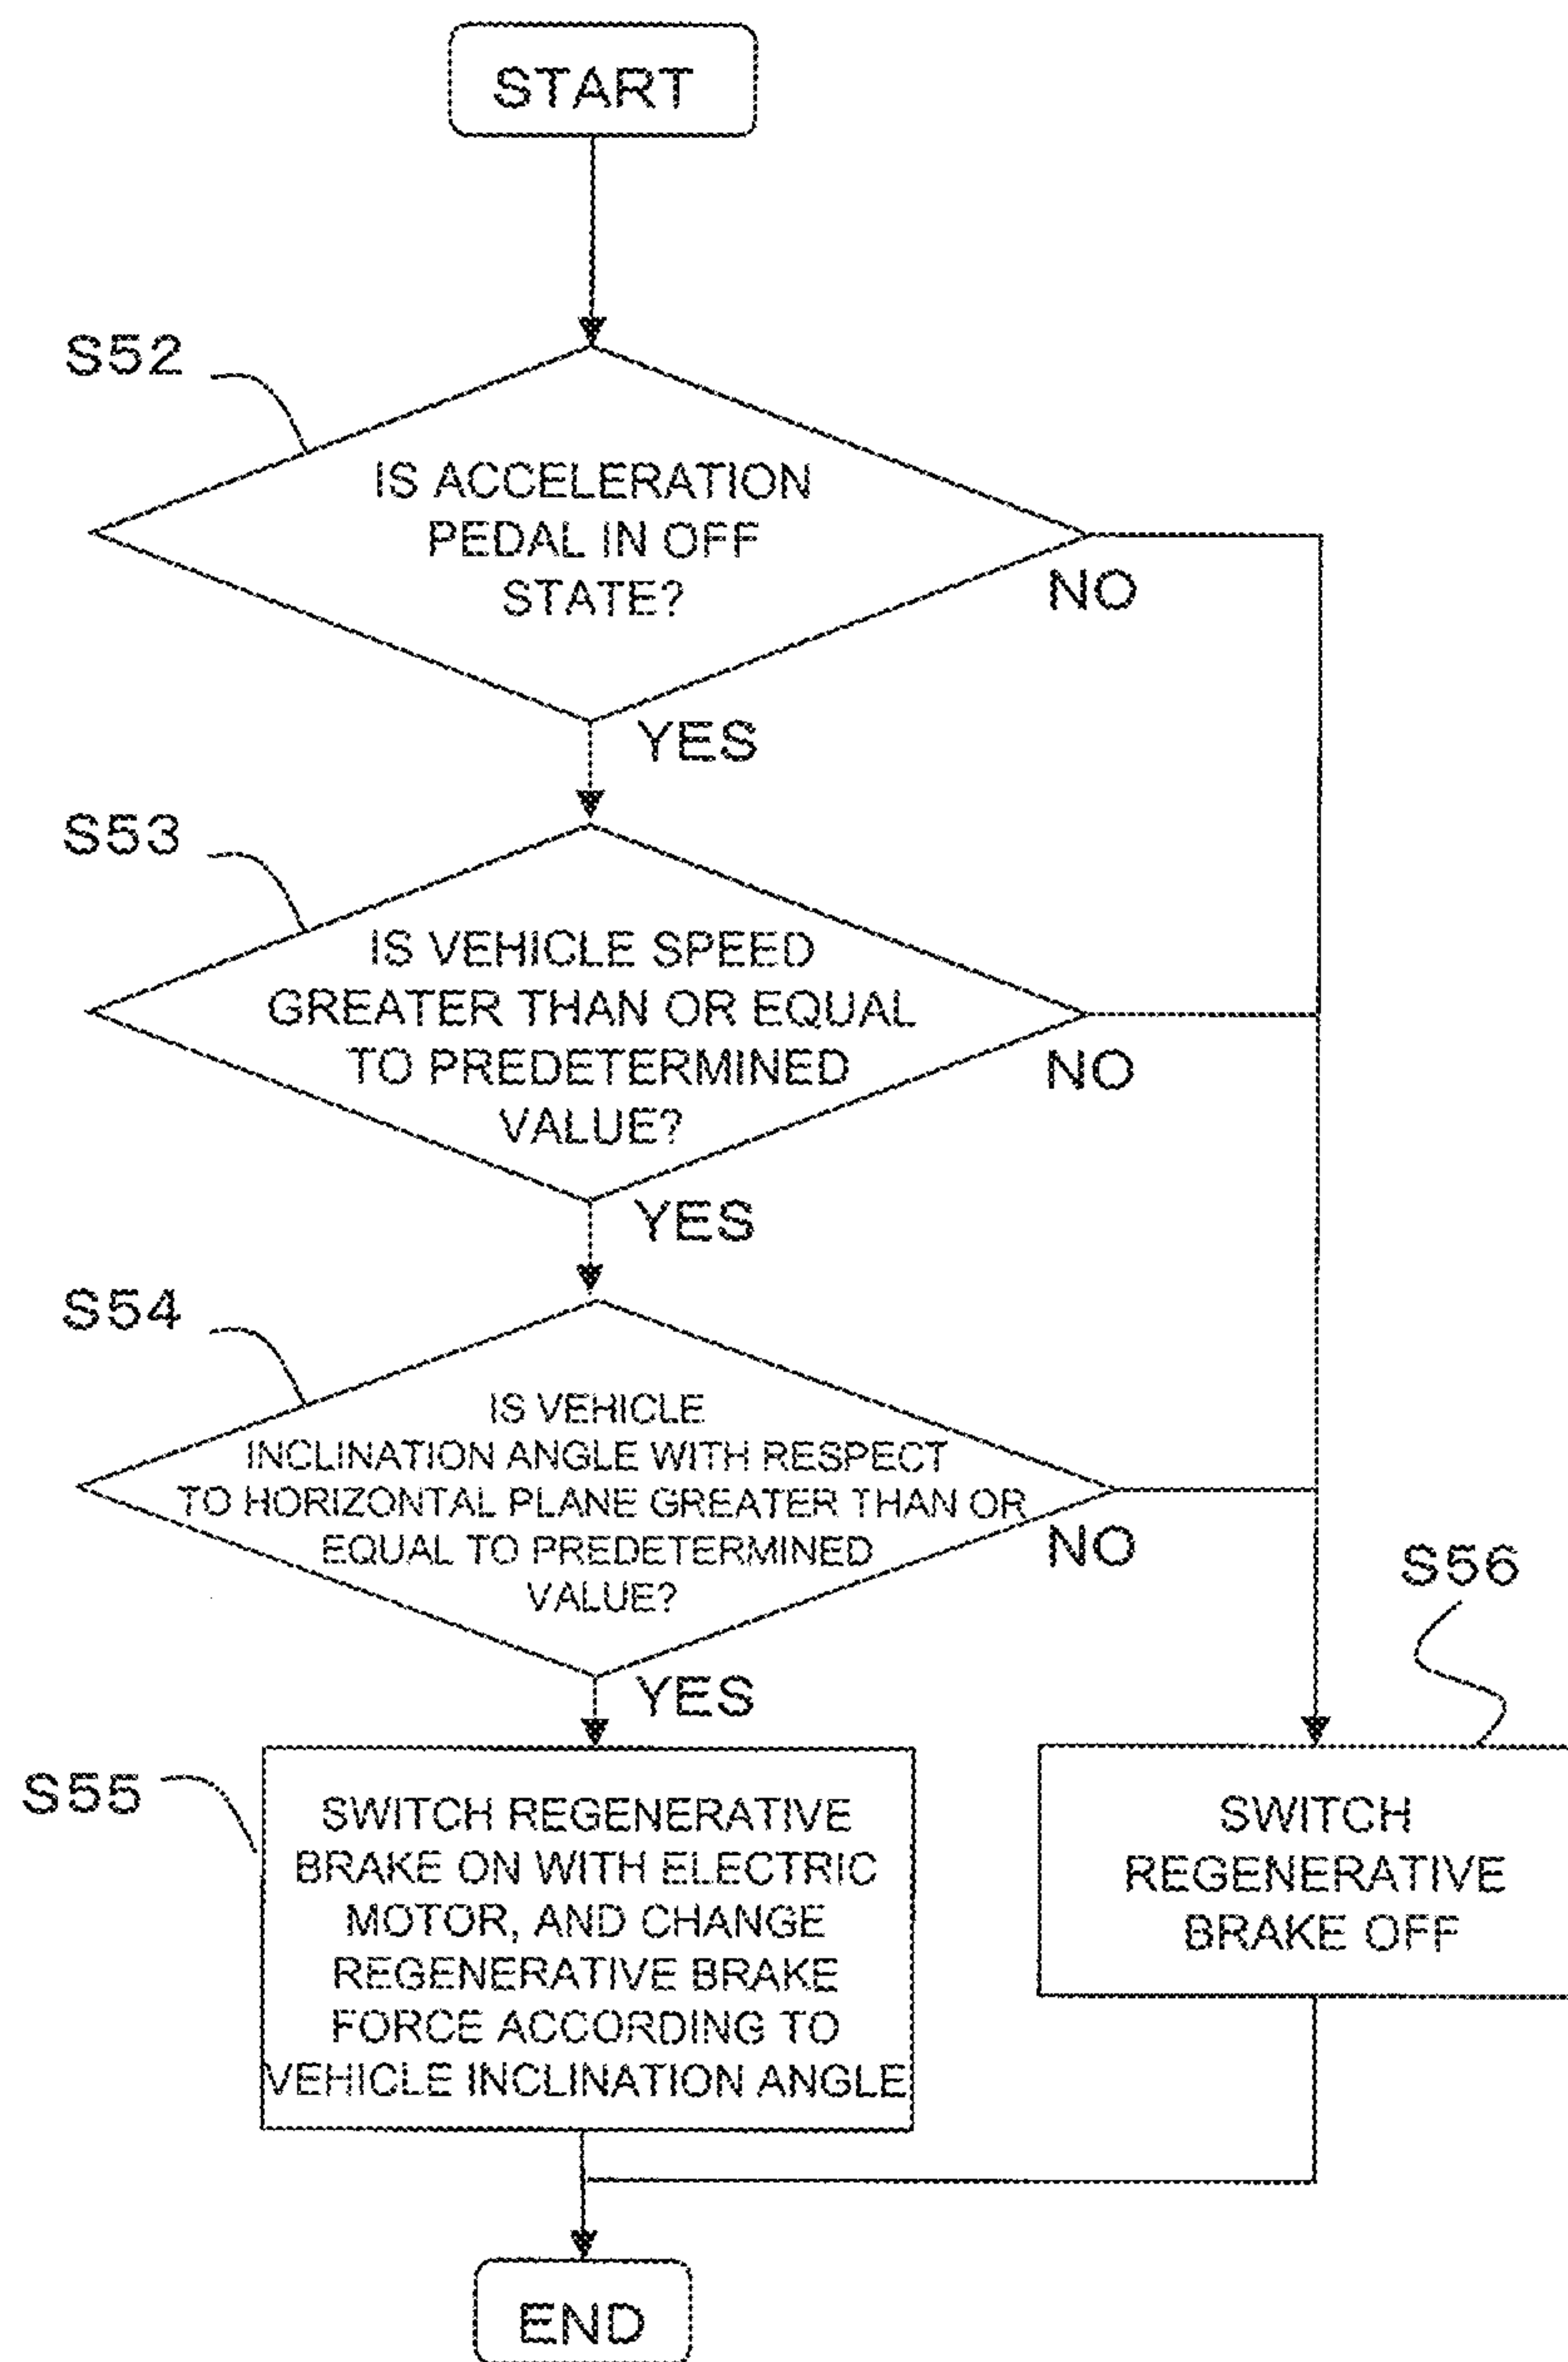 START
S52
IS ACCELERATION
PEDAL IN OFF
STATE?
NO
YES
S53
IS VEHICLE SPEED
GREATER THAN OR EQUAL
TO PREDETERMINED
VALUE?
NO
YES
S54
IS VEHICLE
INCLINATION ANGLE WITH RESPECT
TO HORIZONTAL PLANE GREATER THAN OR
EQUAL TO PREDETERMINED
VALUE?
NO
YES
S55
SWITCH REGENERATIVE
BRAKE ON WITH ELECTRIC
MOTOR, AND CHANGE
REGENERATIVE BRAKE
FORCE ACCORDING TO
VEHICLE INCLINATION ANGLE
S56
SWITCH
REGENERATIVE
BRAKE OFF
END